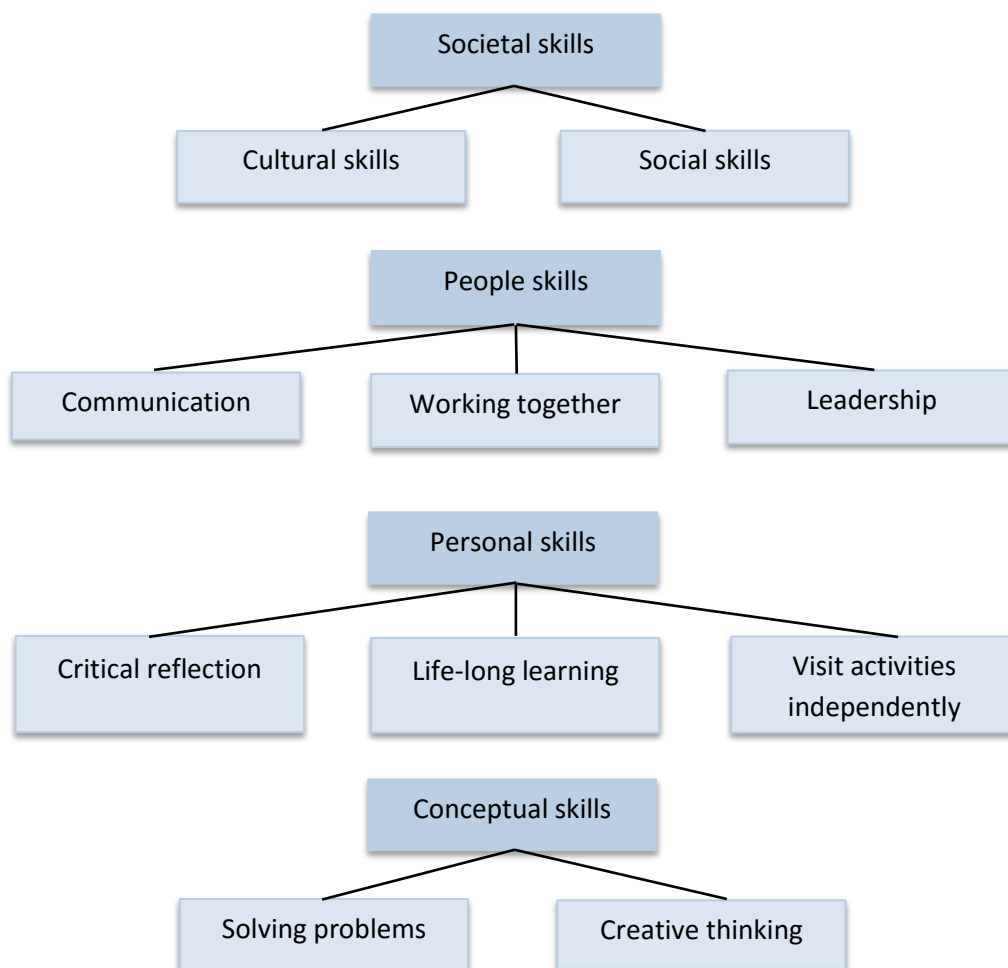 Societal skills
Cultural skills
Social skills
People skills
Communication
Working together
Leadership
Personal skills
Critical reflection
Life-long learning
Visit activities
independently
Conceptual skills
Solving problems
Creative thinking